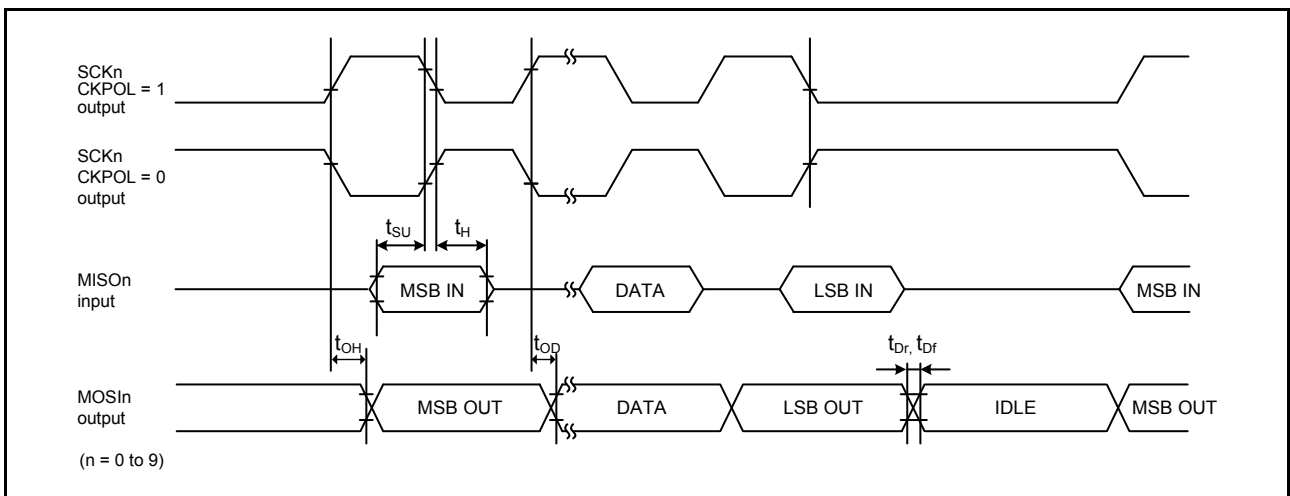 SCKn
CKPOL = 1
output
SCKn
CKPOL = 0
output
tSU
tH
MISOn
input
MSB IN
DATA
LSB IN
MSB IN
tOH
tOD
tDr, tDf
MOSIn
output
MSB OUT
DATA
LSB OUT
IDLE
MSB OUT
(n = 0 to 9)